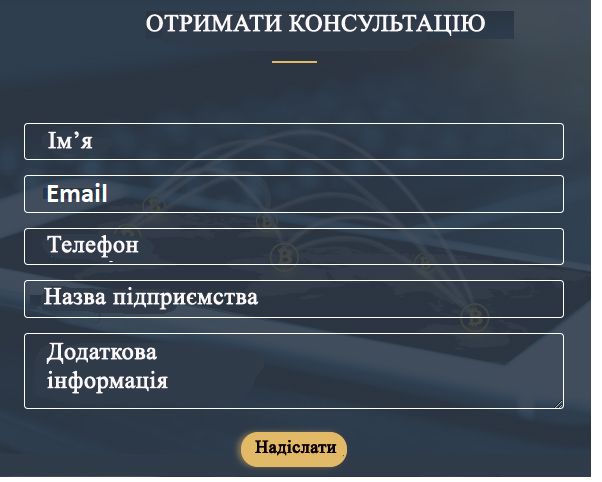 ОТРИМАТИ КОНСУЛЬТАЦІЮ
Ім’я
Email
Телефон
Назва підприємства
Додаткова
інформація
Надіслати